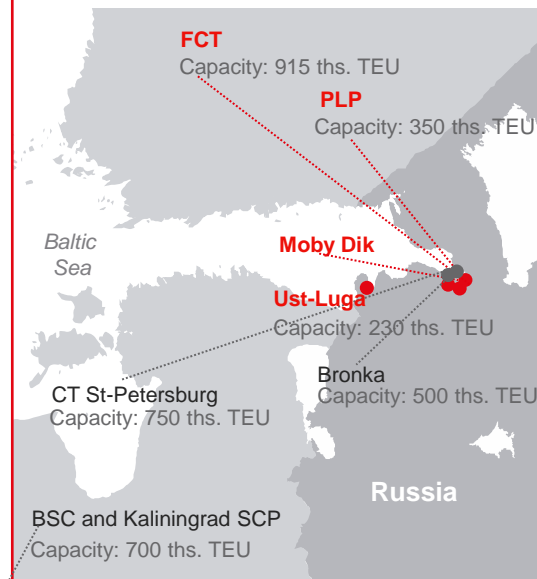 FCT
Capacity: 915 ths. TEU
PLP
Capacity: 350 ths. TEU
Baltic
Sea
Moby Dik
Ust-Luga
Capacity: 230 ths. TEU
CT St-Petersburg
Capacity: 750 ths. TEU
Bronka
Capacity: 500 ths. TEU
Russia
BSC and Kaliningrad SCP
Capacity: 700 ths. TEU